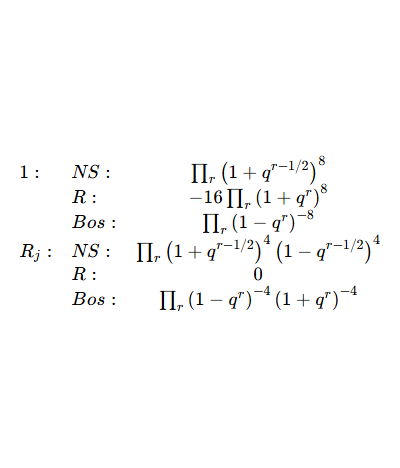 1 : NS : ∏_r (1 + q^{r−1/2})^8
R : −16 ∏_r (1 + q^r)^8
Bos : ∏_r (1 − q^r)^{−8}
R_j : NS : ∏_r (1 + q^{r−1/2})^4 (1 − q^{r−1/2})^4
R : 0
Bos : ∏_r (1 − q^r)^{−4} (1 + q^r)^{−4}